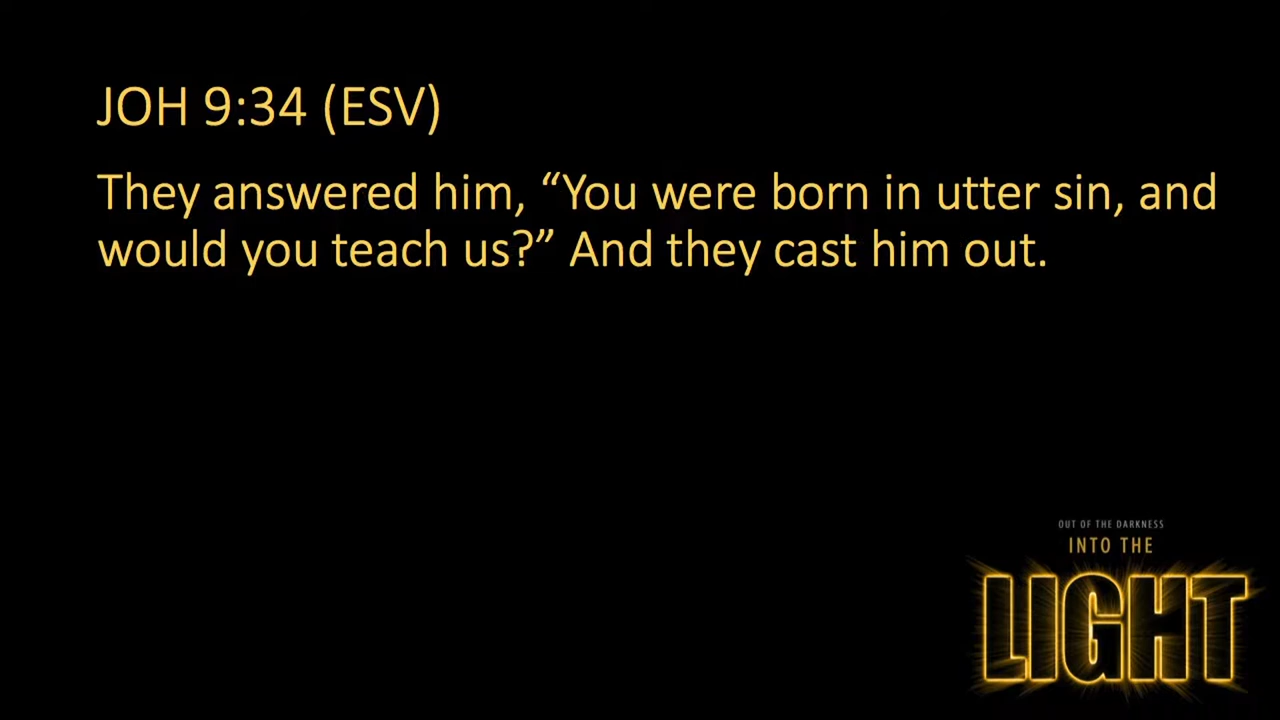 JOH 9:34 (ESV)
They answered him, “You were born in utter sin, and
would you teach us?” And they cast him out.
OUT OF THE DARKNESS
INTO THE
LIGHT